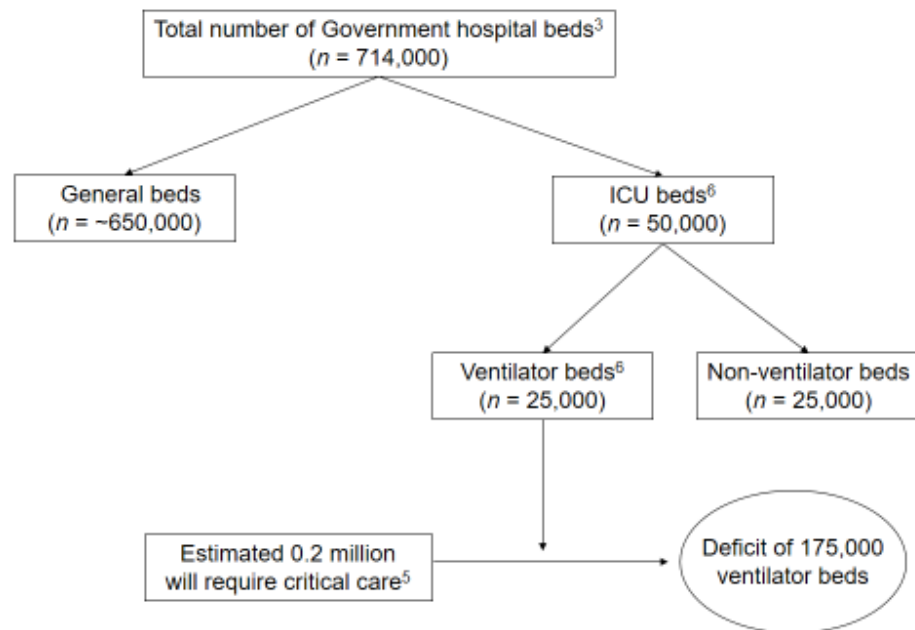 Total number of Government hospital beds³
(n = 714,000)
General beds
(n = ~650,000)
ICU beds⁶
(n = 50,000)
Ventilator beds⁶
(n = 25,000)
Non-ventilator beds
(n = 25,000)
Estimated 0.2 million
will require critical care⁵
Deficit of 175,000
ventilator beds